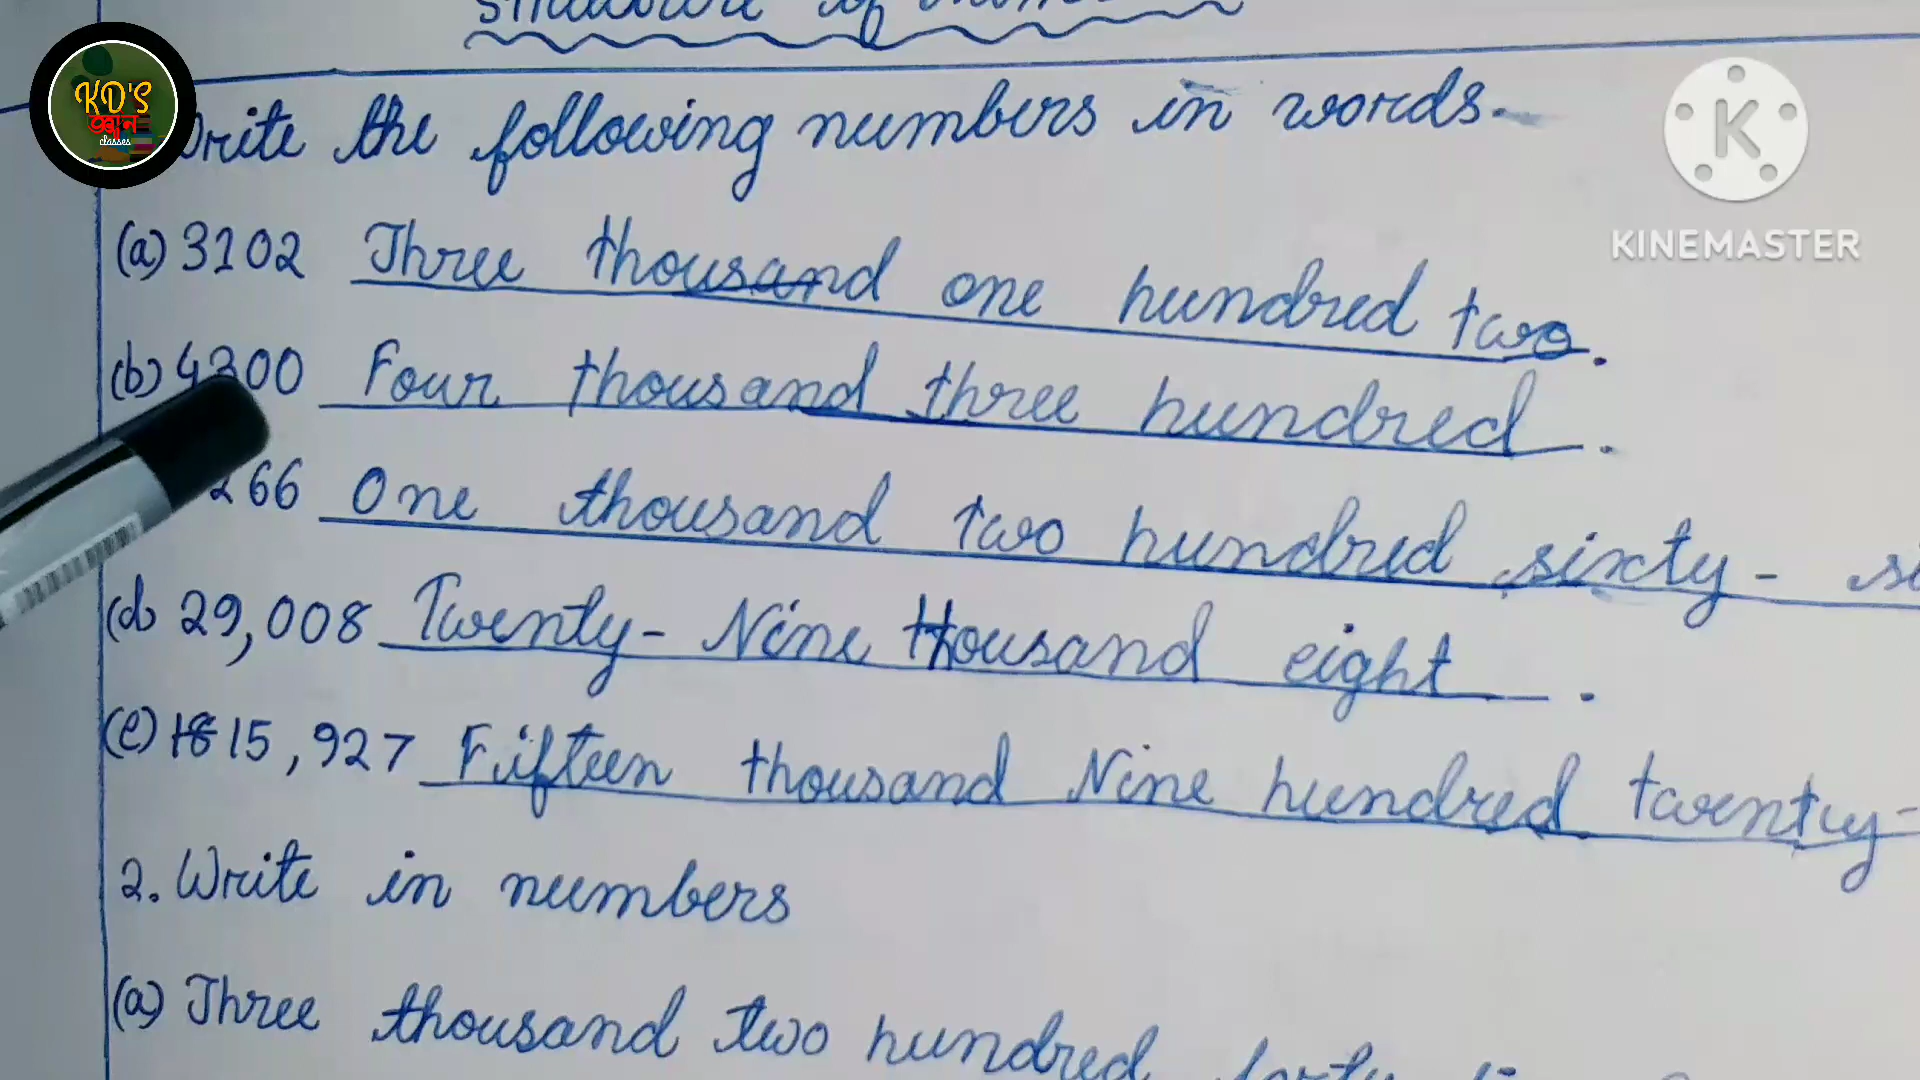 KD'S
জ্ঞান
classes
KINEMASTER
Write the following numbers in words.
(a) 3102 Three thousand one hundred two.
(b) 4300 Four thousand three hundred.
266 One thousand two hundred sixty-
(d) 29,008 Twenty-Nine thousand eight.
(e) 15,927 Fifteen thousand Nine hundred twenty-
2. Write in numbers
(a) Three thousand two hundred